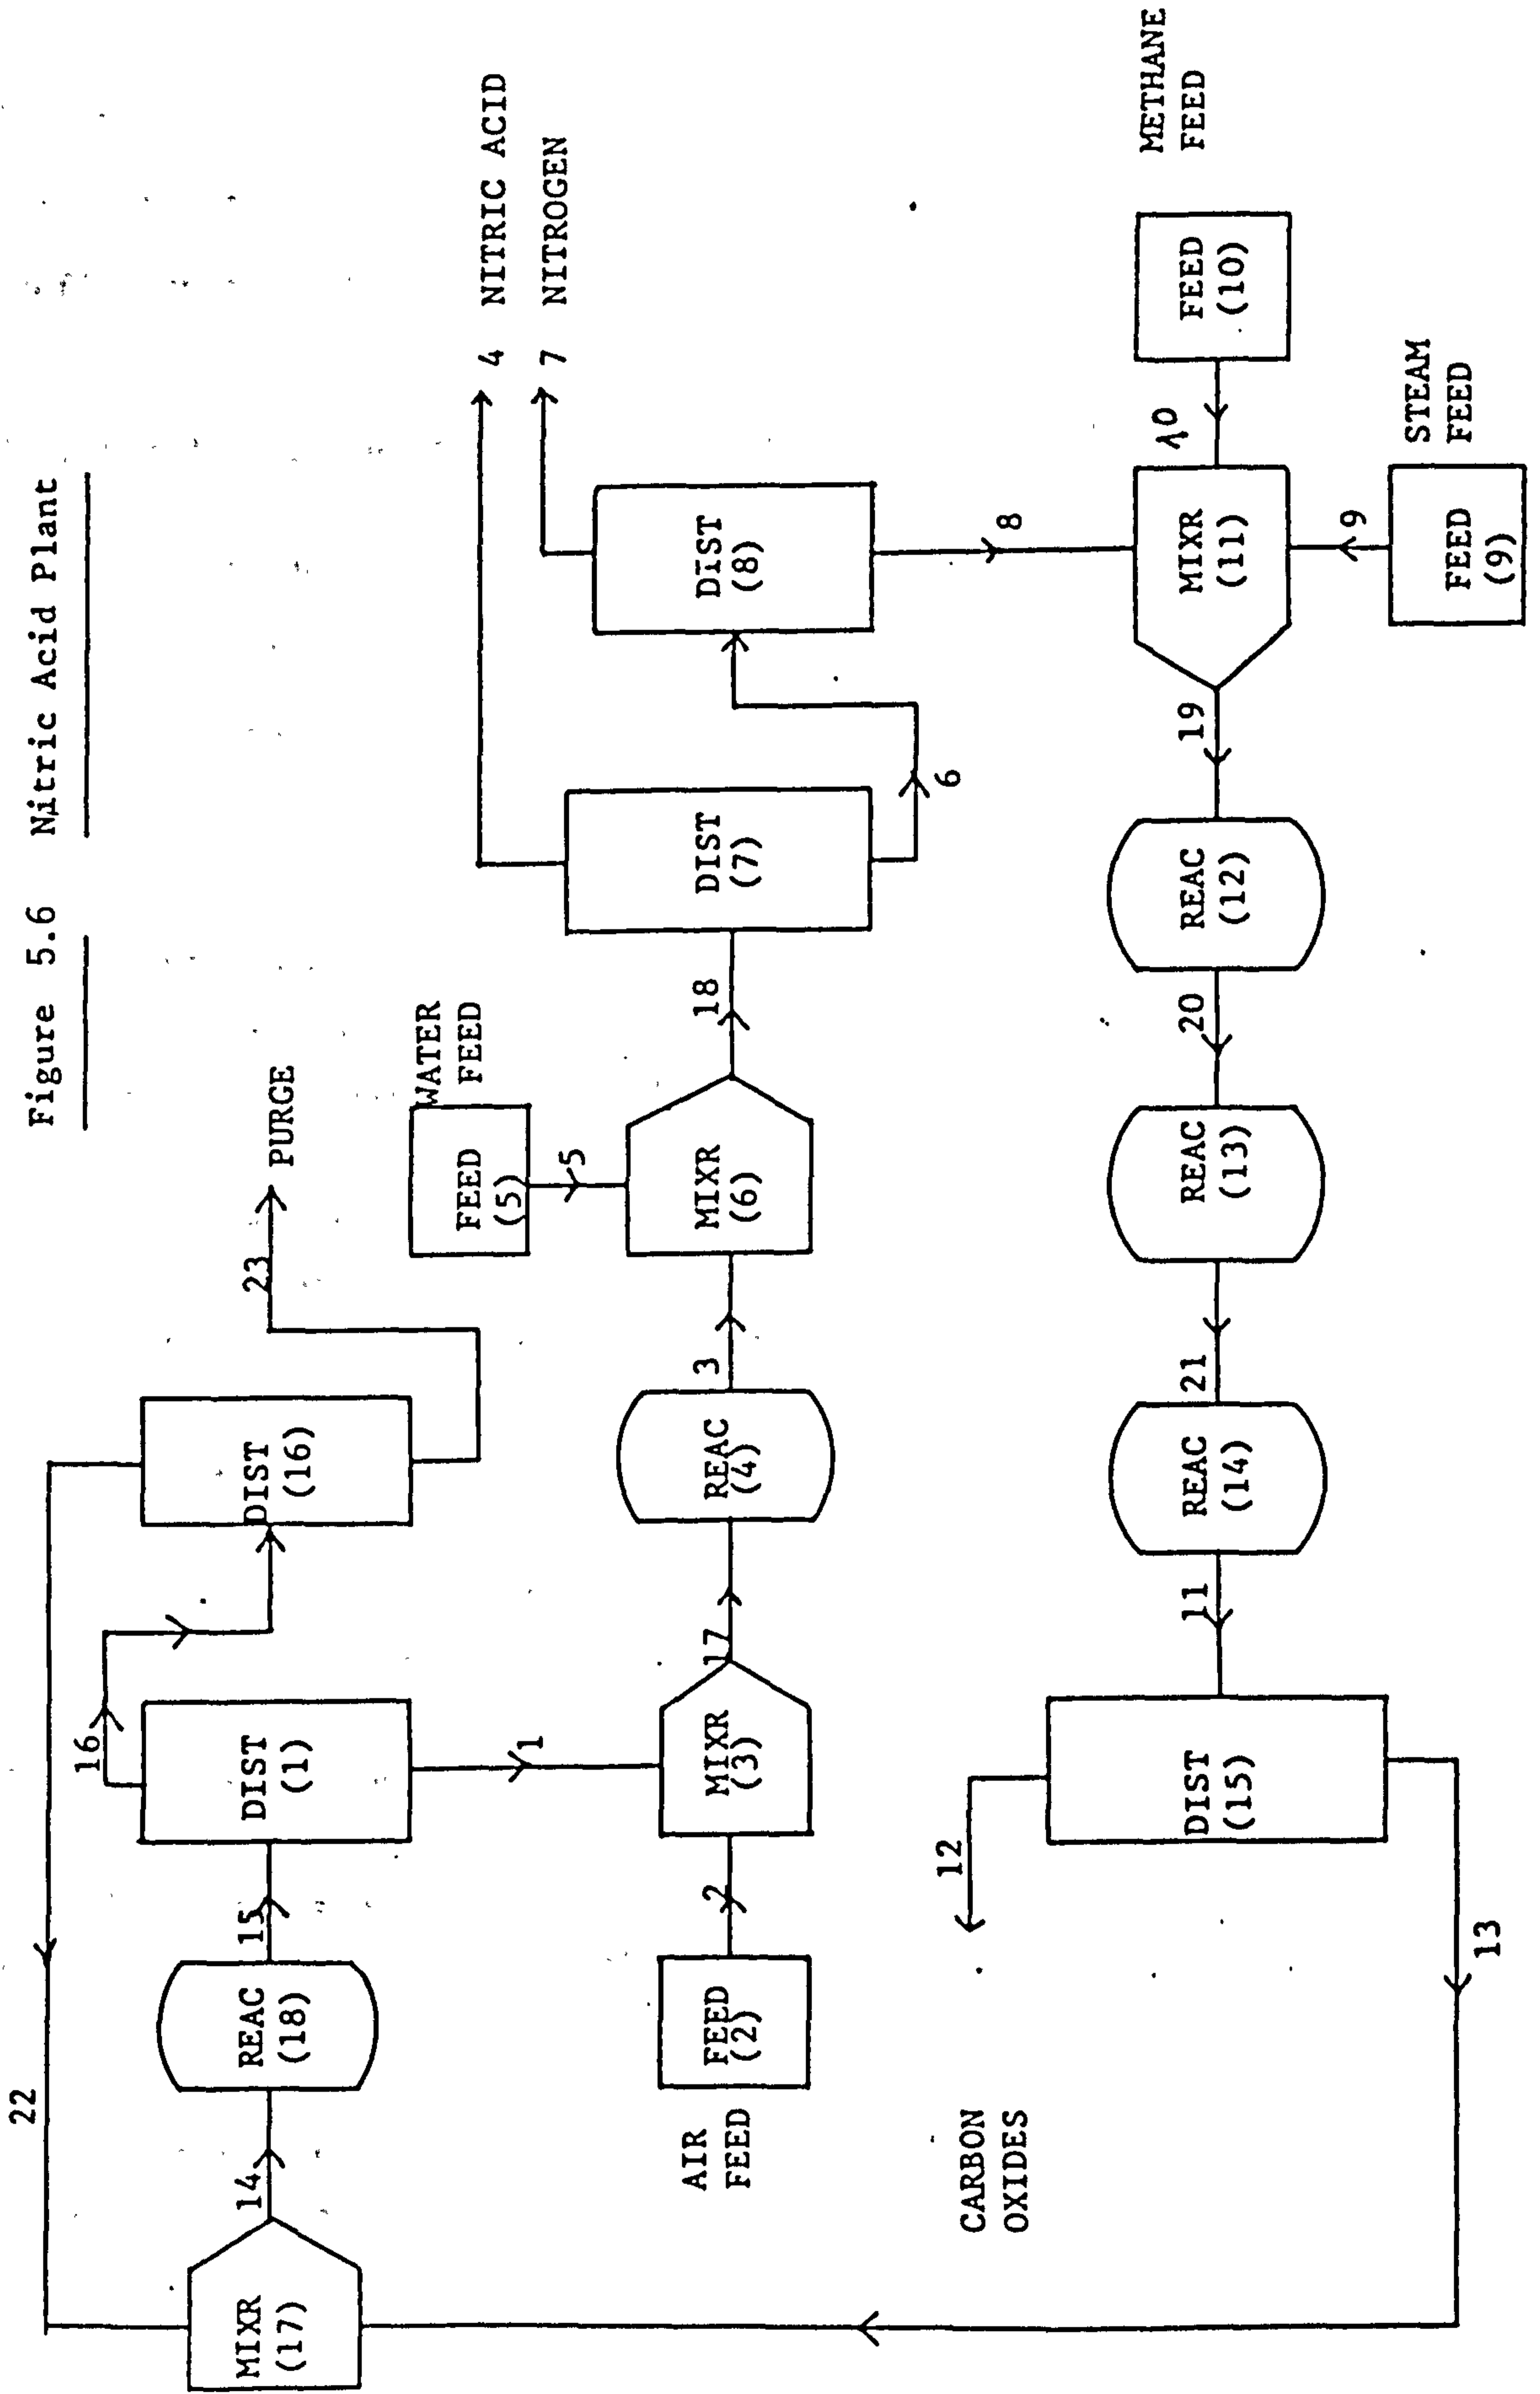 Figure 5.6 Nitric Acid Plant
22
16
23
PURGE
MIXR
(17)
14
REAC
(18)
15
DIST
(1)
DIST
(16)
1
WATER
FEED
FEED
(5)
5
4 NITRIC ACID
7 NITROGEN
AIR
FEED
FEED
(2)
2
MIXR
(3)
17
REAC
(4)
3
MIXR
(6)
18
DIST
(7)
6
DIST
(8)
8
CARBON
OXIDES
12
DIST
(15)
11
REAC
(14)
21
REAC
(13)
20
REAC
(12)
19
MIXR
(11)
10
FEED
(10)
METHANE
FEED
9
FEED
(9)
STEAM
FEED
13